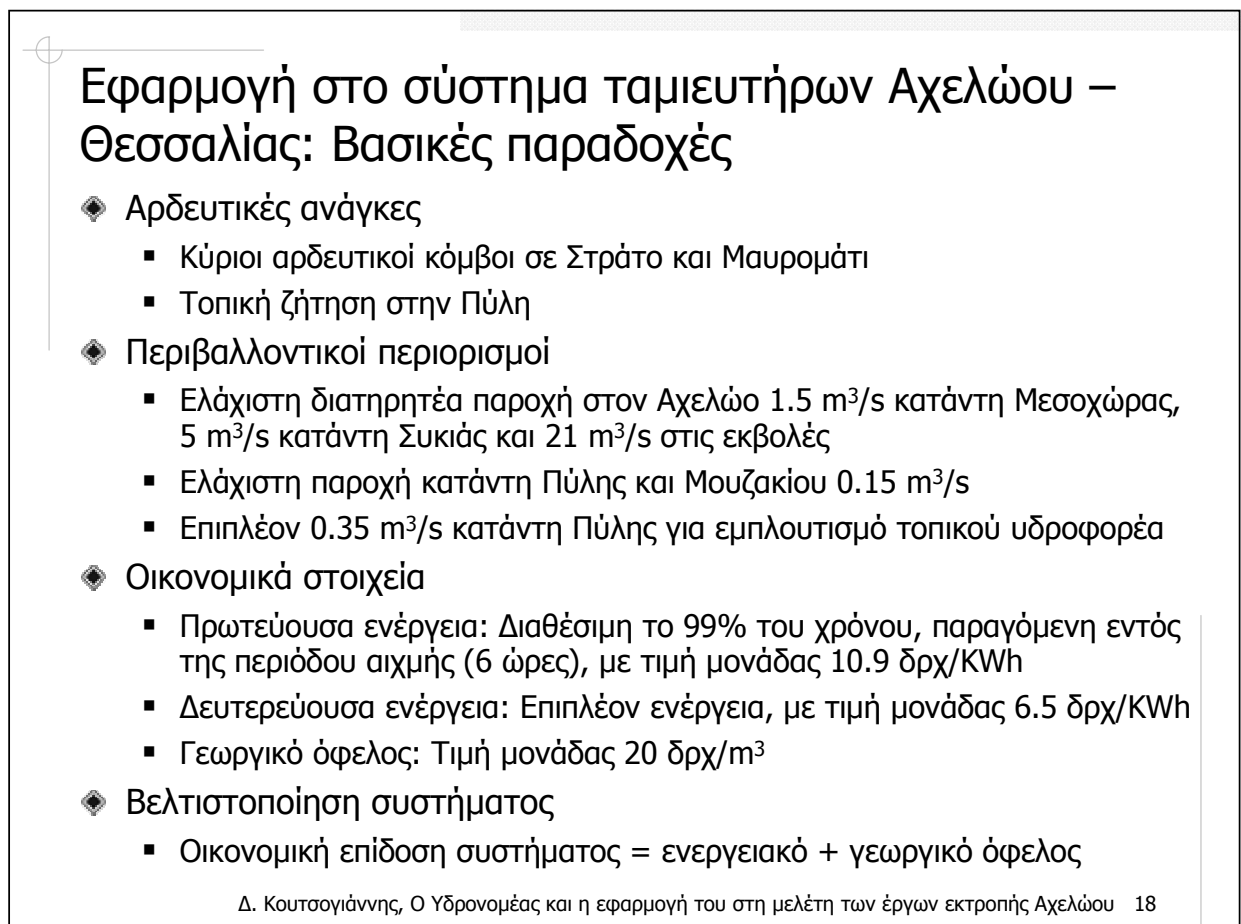 Εφαρμογή στο σύστημα ταμιευτήρων Αχελώου –
Θεσσαλίας: Βασικές παραδοχές
Αρδευτικές ανάγκες
▪ Κύριοι αρδευτικοί κόμβοι σε Στράτο και Μαυρομάτι
▪ Τοπική ζήτηση στην Πύλη
Περιβαλλοντικοί περιορισμοί
▪ Ελάχιστη διατηρητέα παροχή στον Αχελώο 1.5 m³/s κατάντη Μεσοχώρας,
5 m³/s κατάντη Συκιάς και 21 m³/s στις εκβολές
▪ Ελάχιστη παροχή κατάντη Πύλης και Μουζακίου 0.15 m³/s
▪ Επιπλέον 0.35 m³/s κατάντη Πύλης για εμπλουτισμό τοπικού υδροφορέα
Οικονομικά στοιχεία
▪ Πρωτεύουσα ενέργεια: Διαθέσιμη το 99% του χρόνου, παραγόμενη εντός
της περιόδου αιχμής (6 ώρες), με τιμή μονάδας 10.9 δρχ/KWh
▪ Δευτερεύουσα ενέργεια: Επιπλέον ενέργεια, με τιμή μονάδας 6.5 δρχ/KWh
▪ Γεωργικό όφελος: Τιμή μονάδας 20 δρχ/m³
Βελτιστοποίηση συστήματος
▪ Οικονομική επίδοση συστήματος = ενεργειακό + γεωργικό όφελος
Δ. Κουτσογιάννης, Ο Υδρονομέας και η εφαρμογή του στη μελέτη των έργων εκτροπής Αχελώου 18